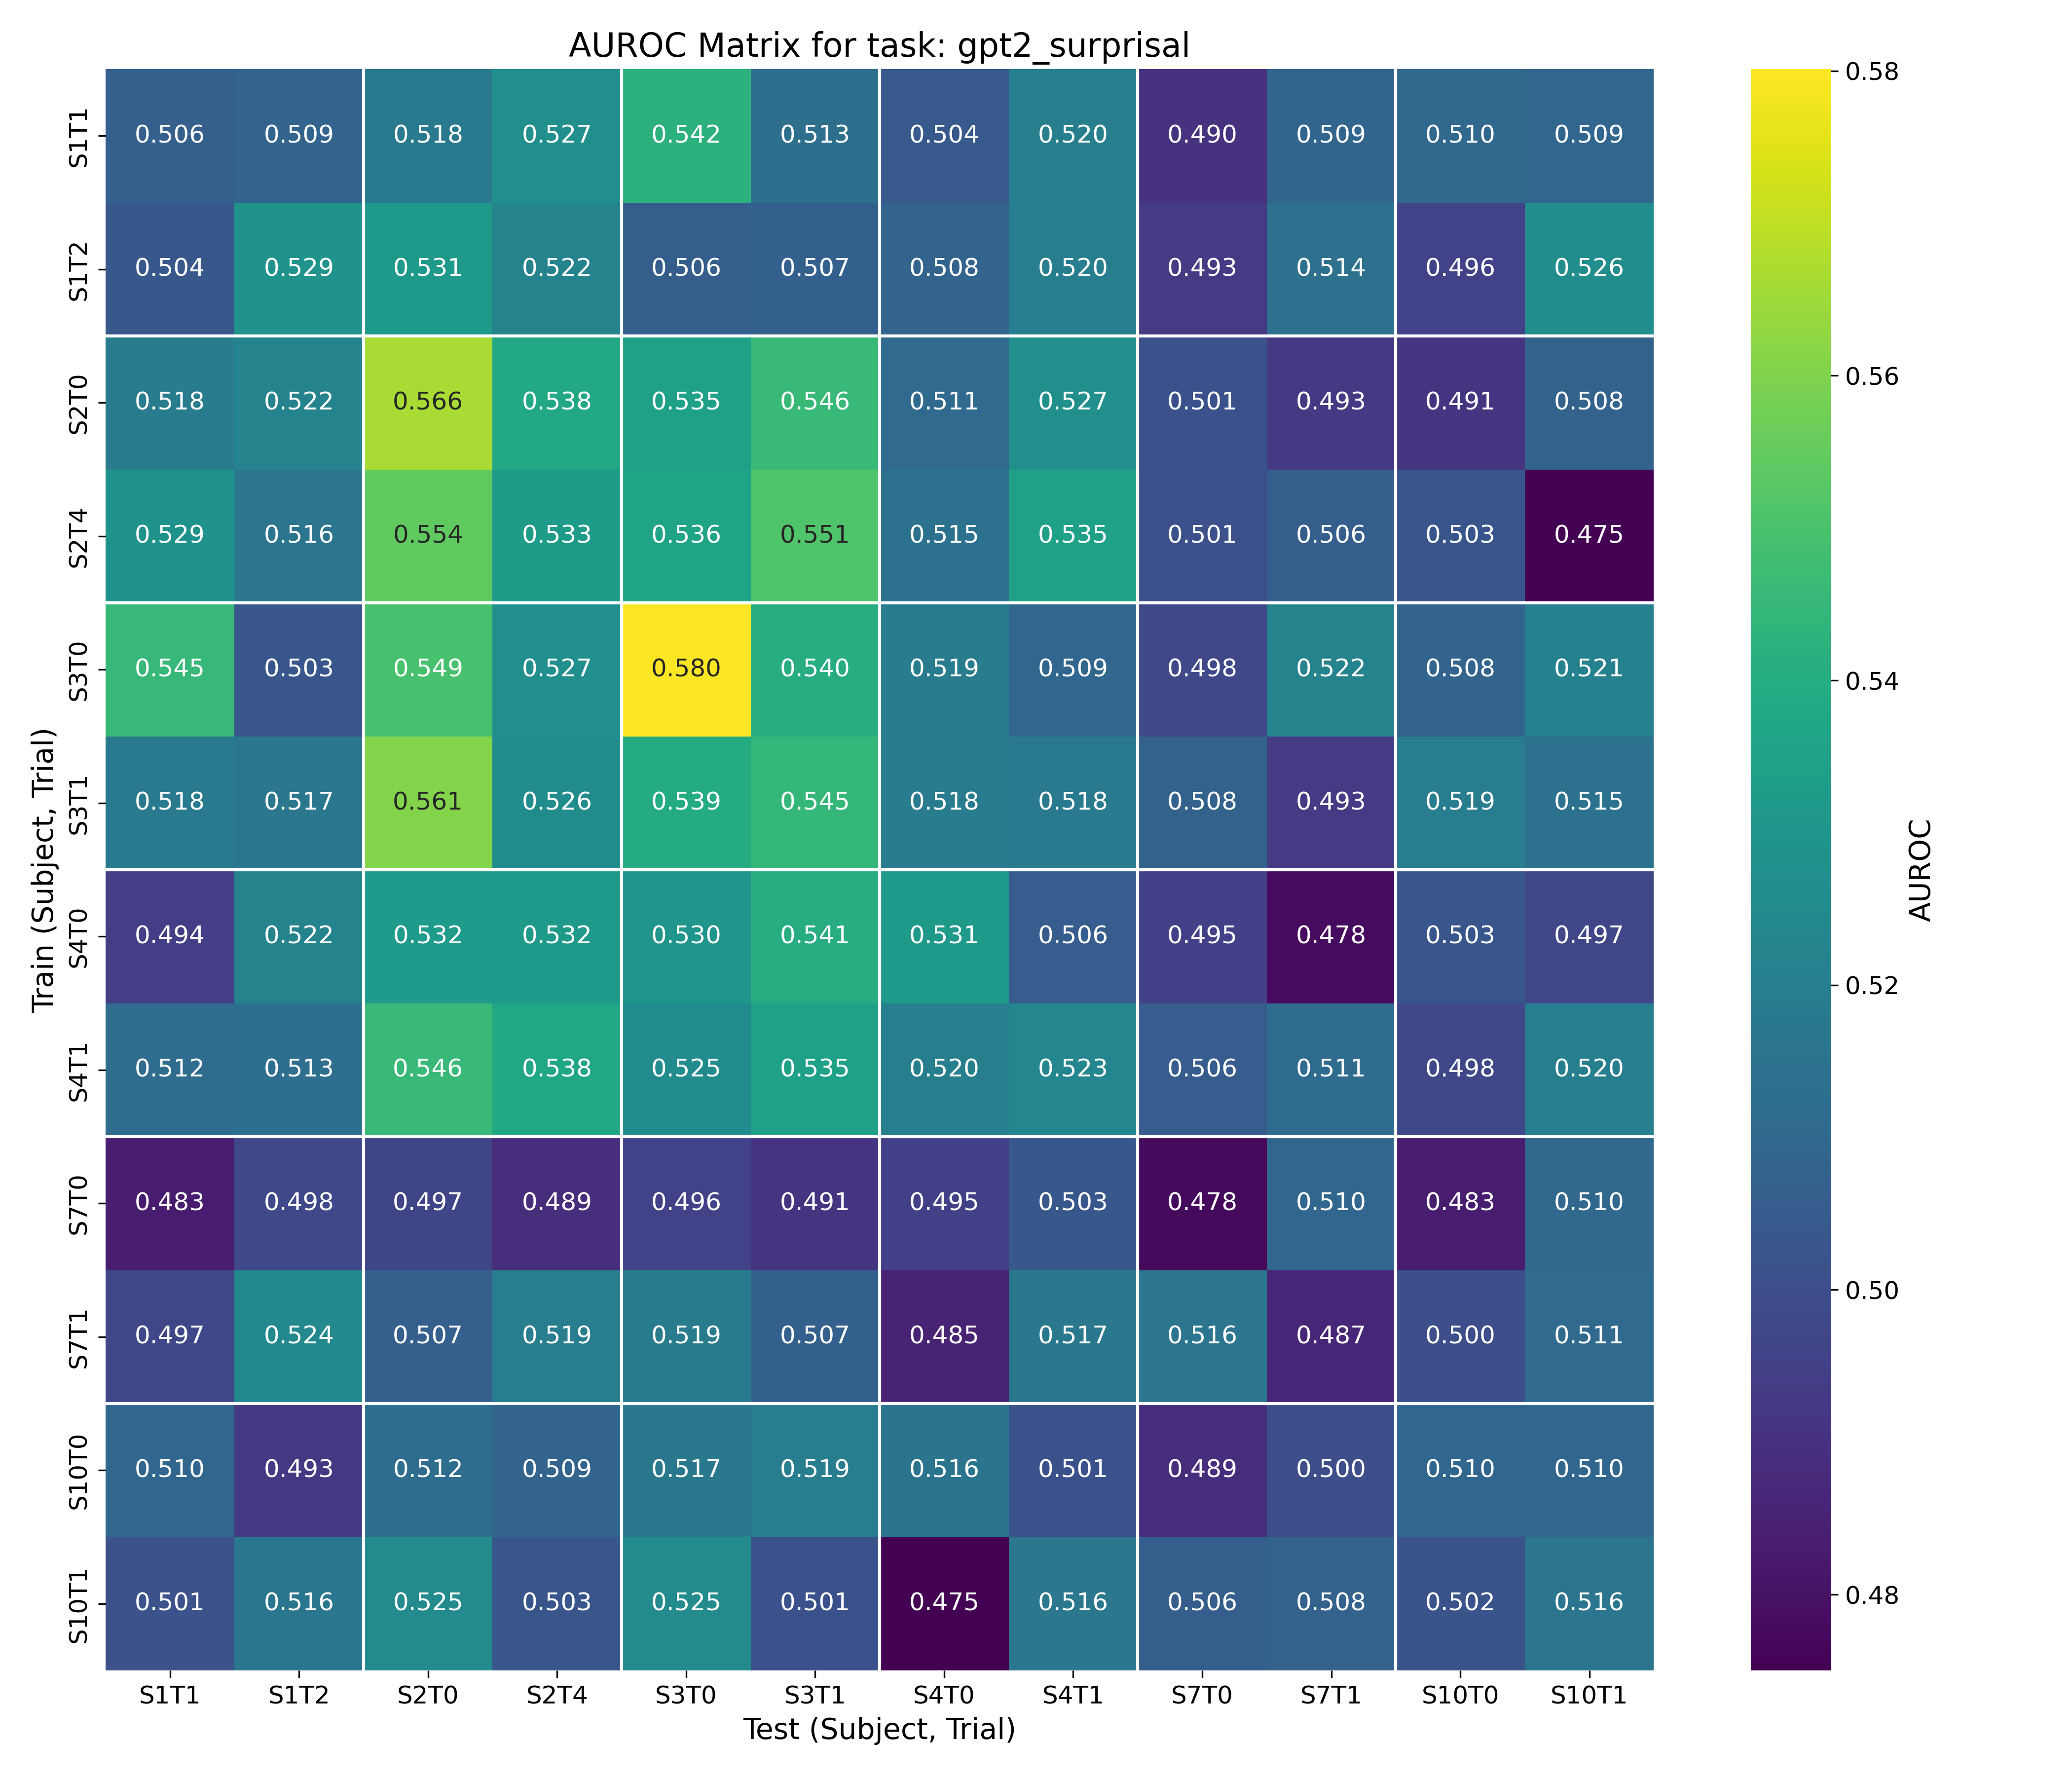 AUROC Matrix for task: gpt2_surprisal
Train (Subject, Trial)
S1T1 0.506 0.509 0.518 0.527 0.542 0.513 0.504 0.520 0.490 0.509 0.510 0.509
S1T2 0.504 0.529 0.531 0.522 0.506 0.507 0.508 0.520 0.493 0.514 0.496 0.526
S2T0 0.518 0.522 0.566 0.538 0.535 0.546 0.511 0.527 0.501 0.493 0.491 0.508
S2T4 0.529 0.516 0.554 0.533 0.536 0.551 0.515 0.535 0.501 0.506 0.503 0.475
S3T0 0.545 0.503 0.549 0.527 0.580 0.540 0.519 0.509 0.498 0.522 0.508 0.521
S3T1 0.518 0.517 0.561 0.526 0.539 0.545 0.518 0.518 0.508 0.493 0.519 0.515
S4T0 0.494 0.522 0.532 0.532 0.530 0.541 0.531 0.506 0.495 0.478 0.503 0.497
S4T1 0.512 0.513 0.546 0.538 0.525 0.535 0.520 0.523 0.506 0.511 0.498 0.520
S7T0 0.483 0.498 0.497 0.489 0.496 0.491 0.495 0.503 0.478 0.510 0.483 0.510
S7T1 0.497 0.524 0.507 0.519 0.519 0.507 0.485 0.517 0.516 0.487 0.500 0.511
S10T0 0.510 0.493 0.512 0.509 0.517 0.519 0.516 0.501 0.489 0.500 0.510 0.510
S10T1 0.501 0.516 0.525 0.503 0.525 0.501 0.475 0.516 0.506 0.508 0.502 0.516
S1T1 S1T2 S2T0 S2T4 S3T0 S3T1 S4T0 S4T1 S7T0 S7T1 S10T0 S10T1
Test (Subject, Trial)
0.58
0.56
0.54
0.52
0.50
0.48
AUROC